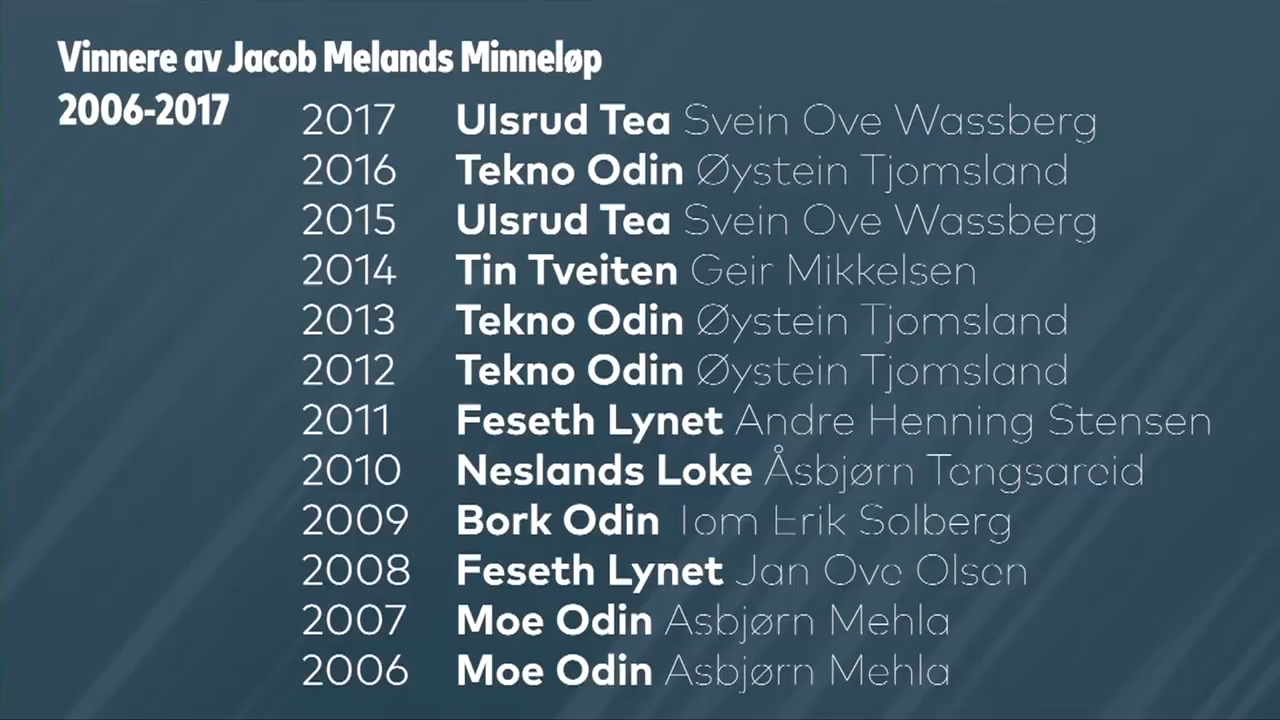 Vinnere av Jacob Melands Minneløp
2006-2017
2017 Ulsrud Tea Svein Ove Wassberg
2016 Tekno Odin Øystein Tjomsland
2015 Ulsrud Tea Svein Ove Wassberg
2014 Tin Tveiten Geir Mikkelsen
2013 Tekno Odin Øystein Tjomsland
2012 Tekno Odin Øystein Tjomsland
2011 Feseth Lynet Andre Henning Stensen
2010 Neslands Loke Åsbjørn Tengsareid
2009 Bork Odin Tom Erik Solberg
2008 Feseth Lynet Jan Ove Olsen
2007 Moe Odin Asbjørn Mehla
2006 Moe Odin Asbjørn Mehla